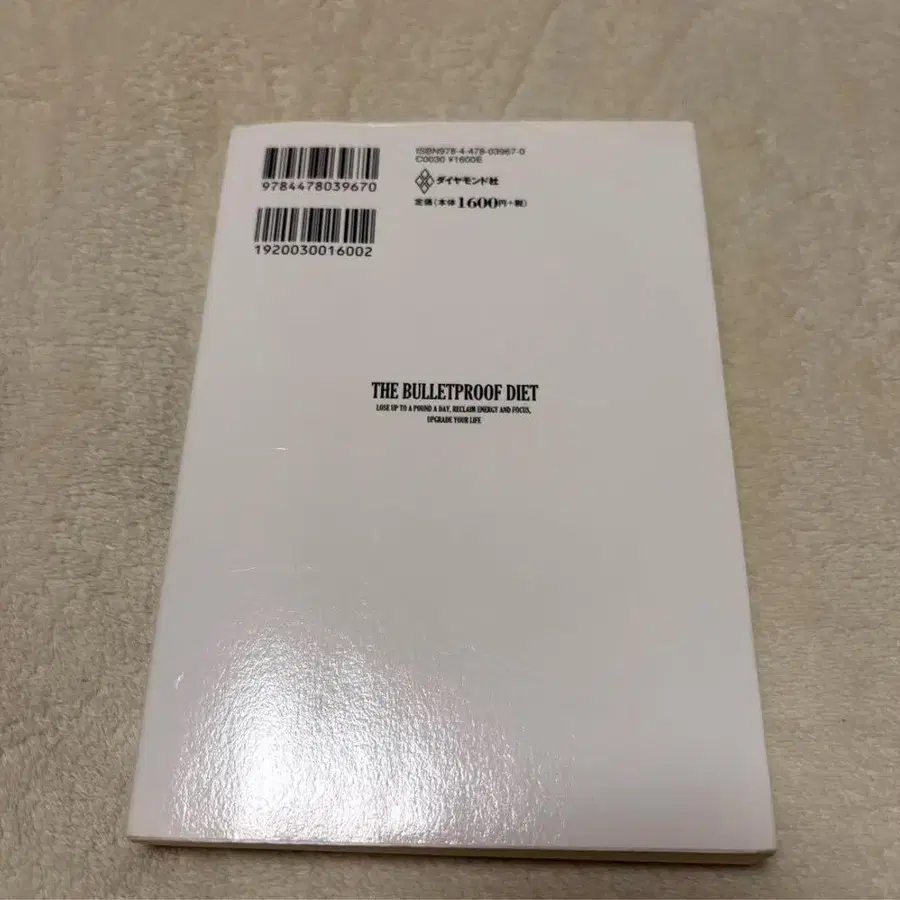 ISBN978-4-478-03967-0
C0030 ¥1600E
9784478039670
ダイヤモンド社
定価(本体1600円+税)
1920030016002
THE BULLETPROOF DIET
LOSE UP TO A POUND A DAY, RECLAIM ENERGY AND FOCUS,
UPGRADE YOUR LIFE